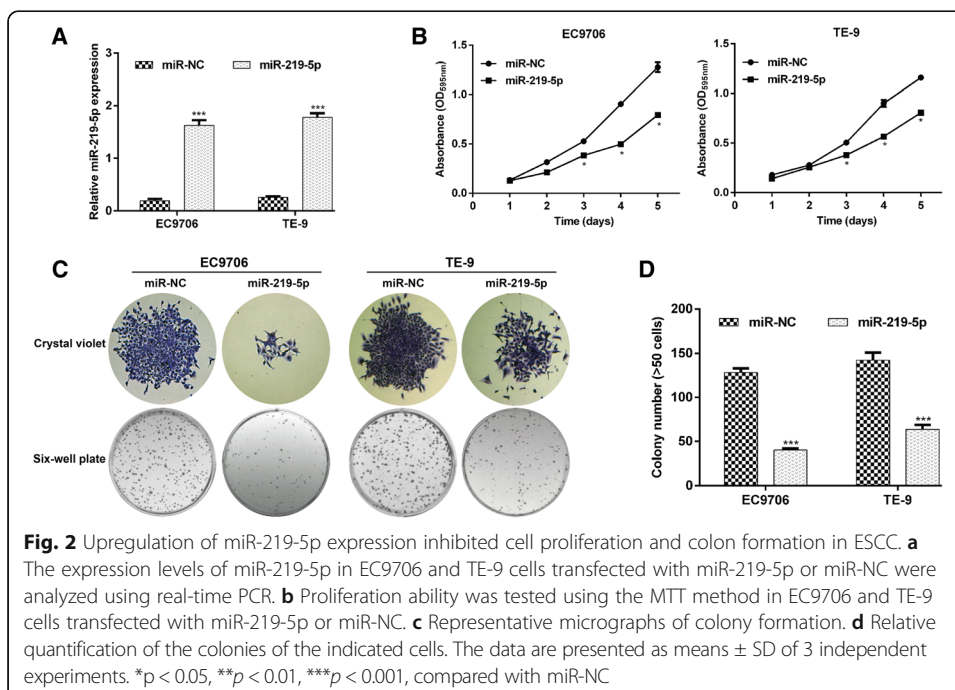 A
Relative miR-219-5p expression
3
2
1
0
miR-NC
miR-219-5p
***
***
EC9706
TE-9
B
EC9706
Absorbance (OD595nm)
1.5
1.0
0.5
0.0
miR-NC
miR-219-5p
*
*
*
0 1 2 3 4 5
Time (days)
TE-9
Absorbance (OD595nm)
1.5
1.0
0.5
0.0
miR-NC
miR-219-5p
*
*
*
0 1 2 3 4 5
Time (days)
C
EC9706
TE-9
miR-NC
miR-219-5p
miR-NC
miR-219-5p
Crystal violet
Six-well plate
D
Colony number (>50 cells)
200
150
100
50
0
miR-NC
miR-219-5p
***
***
EC9706
TE-9
Fig. 2 Upregulation of miR-219-5p expression inhibited cell proliferation and colon formation in ESCC. a
The expression levels of miR-219-5p in EC9706 and TE-9 cells transfected with miR-219-5p or miR-NC were
analyzed using real-time PCR. b Proliferation ability was tested using the MTT method in EC9706 and TE-9
cells transfected with miR-219-5p or miR-NC. c Representative micrographs of colony formation. d Relative
quantification of the colonies of the indicated cells. The data are presented as means ± SD of 3 independent
experiments. *p < 0.05, **p < 0.01, ***p < 0.001, compared with miR-NC